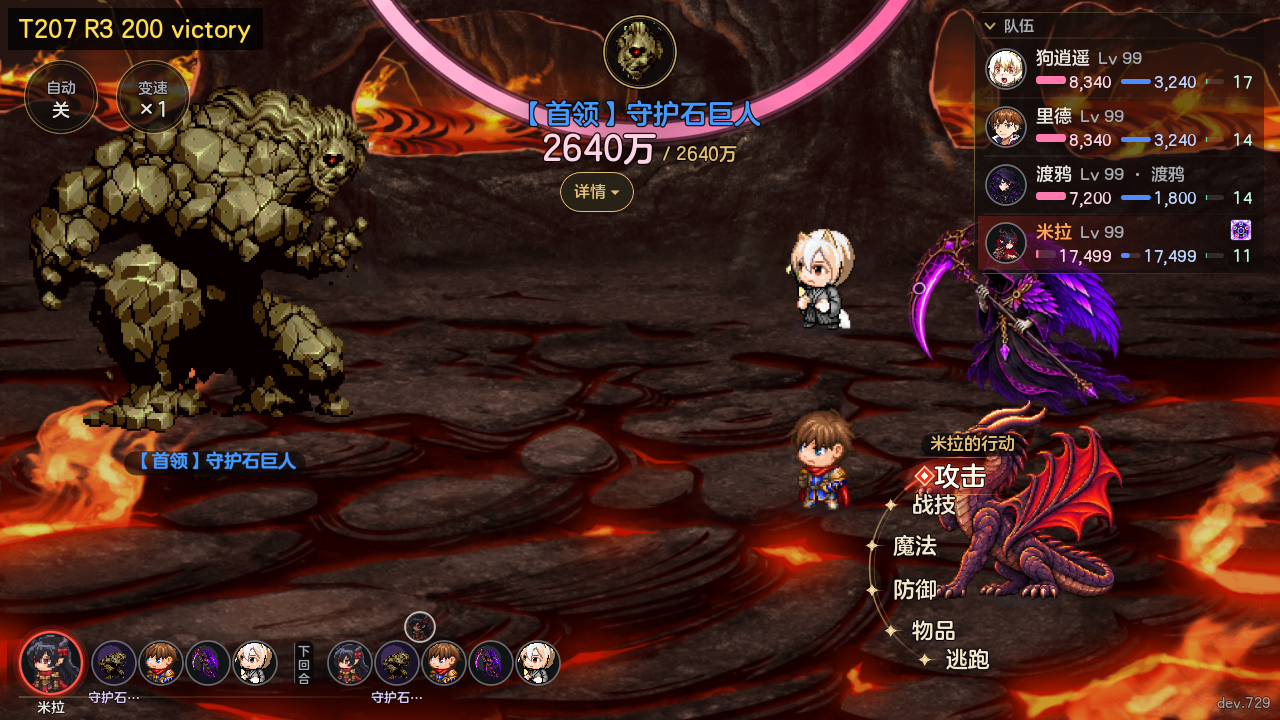 T207 R3 200 victory
自动
关
变速
×1
【首领】守护石巨人
2640万 / 2640万
详情
队伍
狗逍遥 Lv 99
8,340 3,240 17
里德 Lv 99
8,340 3,240 14
渡鸦 Lv 99 · 渡鸦
7,200 1,800 14
米拉 Lv 99
17,499 17,499 11
【首领】守护石巨人
米拉的行动
攻击
战技
魔法
防御
物品
逃跑
米拉
守护石…
下回合
守护石…
dev.729